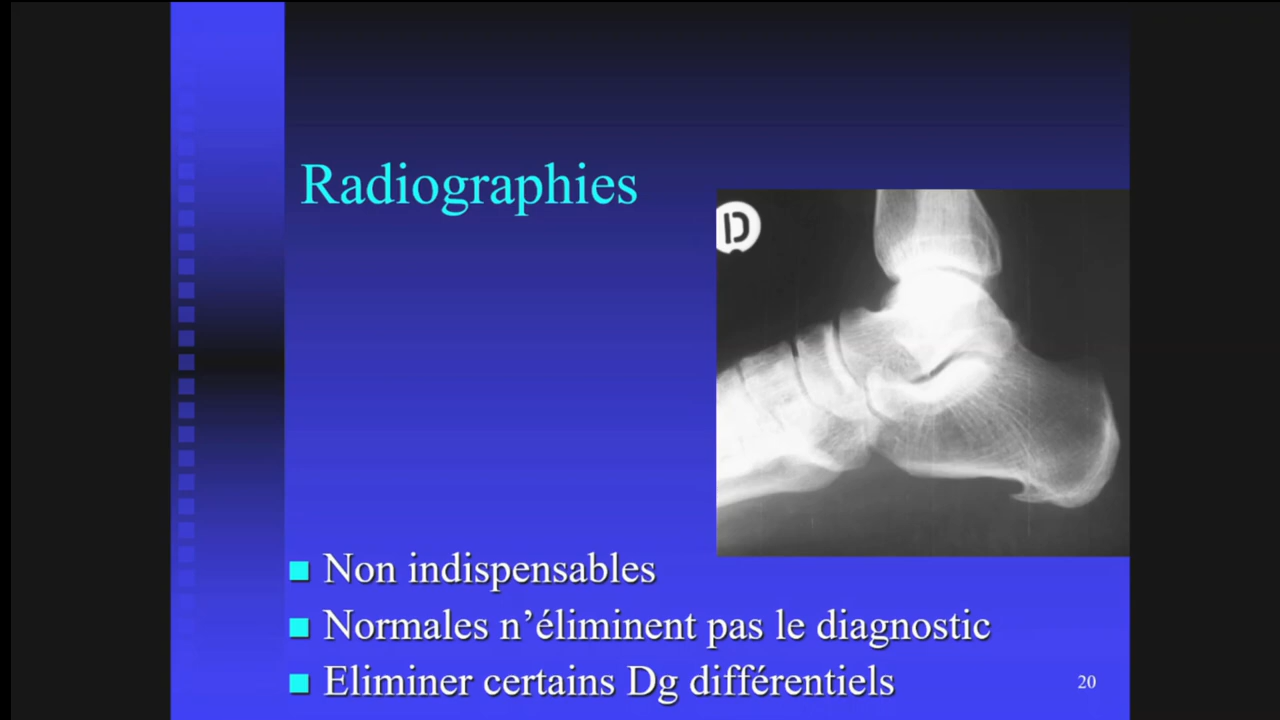 Radiographies
D
Non indispensables
Normales n’éliminent pas le diagnostic
Eliminer certains Dg différentiels
20